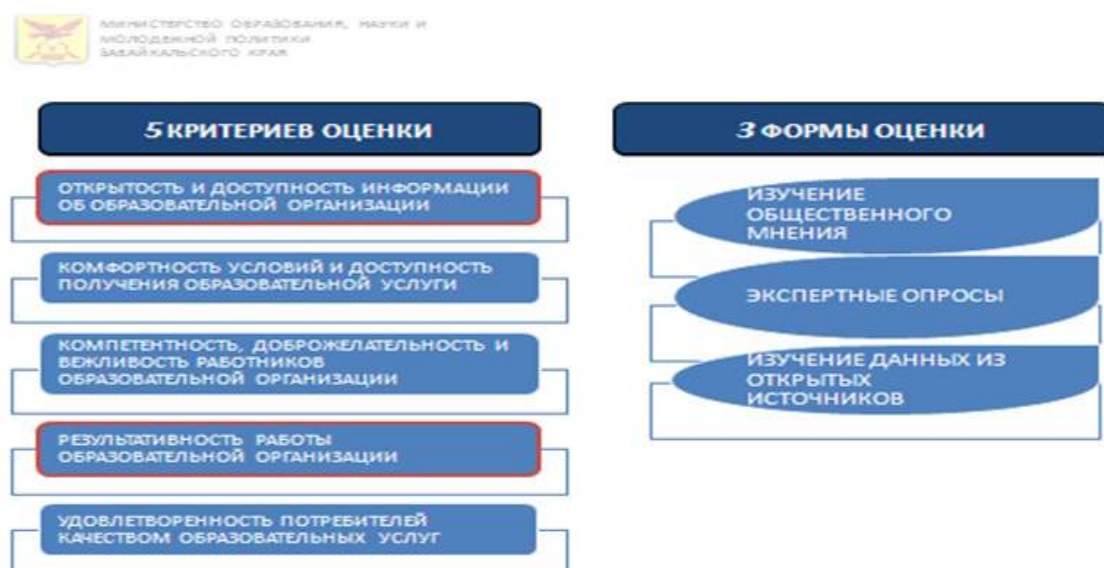 МИНИСТЕРСТВО ОБРАЗОВАНИЯ, НАУКИ И
МОЛОДЕЖНОЙ ПОЛИТИКИ
ЗАБАЙКАЛЬСКОГО КРАЯ
5 КРИТЕРИЕВ ОЦЕНКИ
ОТКРЫТОСТЬ И ДОСТУПНОСТЬ ИНФОРМАЦИИ
ОБ ОБРАЗОВАТЕЛЬНОЙ ОРГАНИЗАЦИИ
КОМФОРТНОСТЬ УСЛОВИЙ И ДОСТУПНОСТЬ
ПОЛУЧЕНИЯ ОБРАЗОВАТЕЛЬНОЙ УСЛУГИ
КОМПЕТЕНТНОСТЬ, ДОБРОЖЕЛАТЕЛЬНОСТЬ И
ВЕЖЛИВОСТЬ РАБОТНИКОВ
ОБРАЗОВАТЕЛЬНОЙ ОРГАНИЗАЦИИ
РЕЗУЛЬТАТИВНОСТЬ РАБОТЫ
ОБРАЗОВАТЕЛЬНОЙ ОРГАНИЗАЦИИ
УДОВЛЕТВОРЕННОСТЬ ПОТРЕБИТЕЛЕЙ
КАЧЕСТВОМ ОБРАЗОВАТЕЛЬНЫХ УСЛУГ
3 ФОРМЫ ОЦЕНКИ
ИЗУЧЕНИЕ
ОБЩЕСТВЕННОГО
МНЕНИЯ
ЭКСПЕРТНЫЕ ОПРОСЫ
ИЗУЧЕНИЕ ДАННЫХ ИЗ
ОТКРЫТЫХ
ИСТОЧНИКОВ